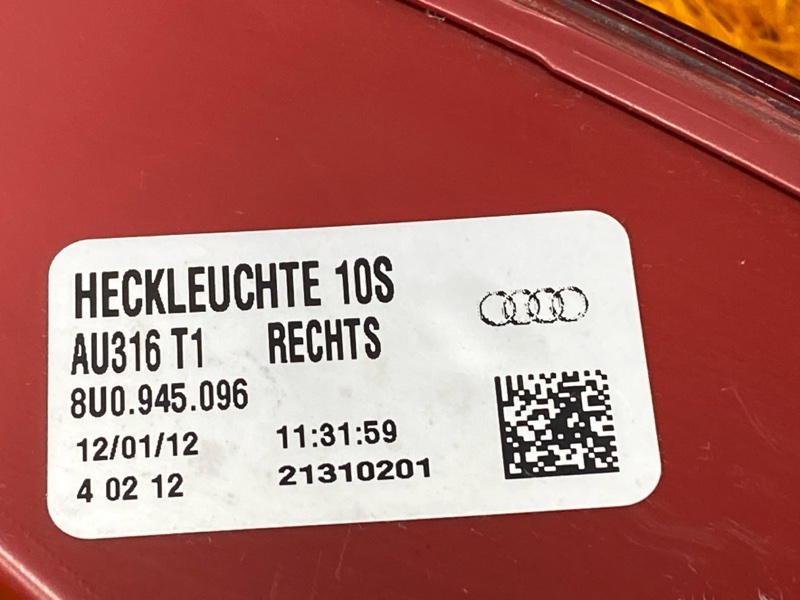 HECKLEUCHTE 10S
AU316 T1 RECHTS
8U0.945.096
12/01/12 11:31:59
4 02 12 21310201